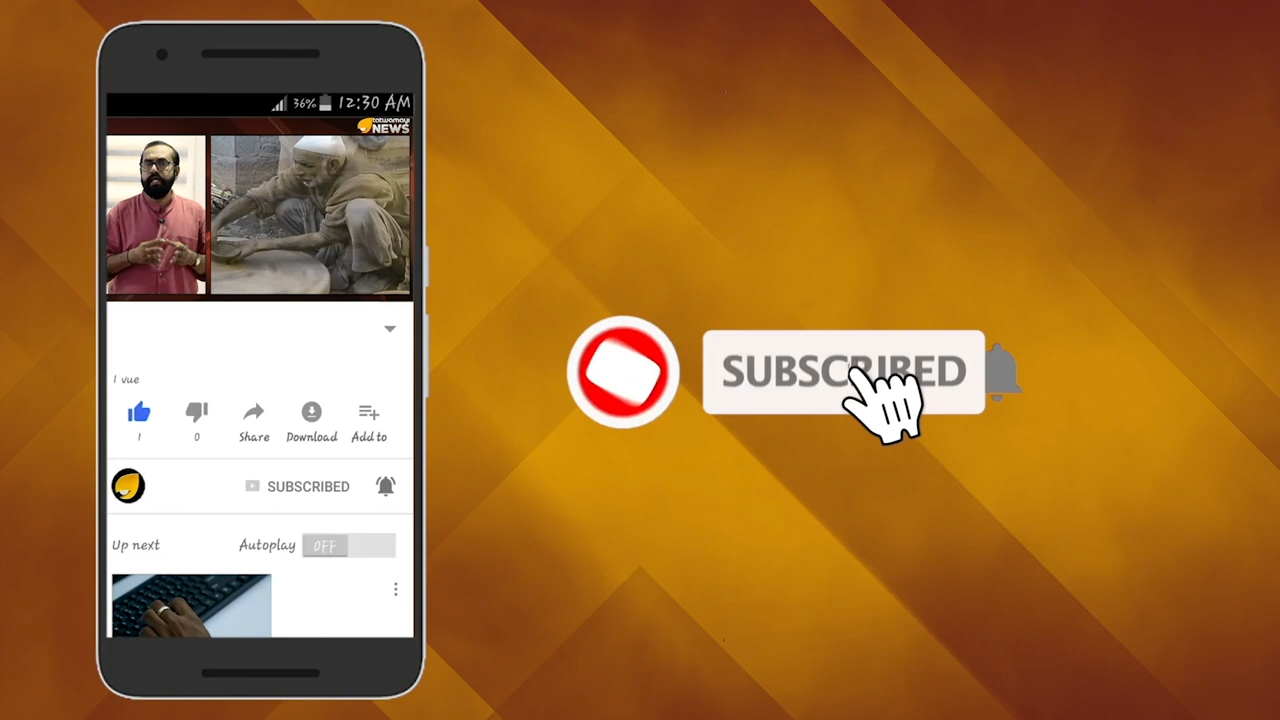 36% 12:30 AM
tatwamayi
NEWS
1 vue
1
0
Share
Download
Add to
SUBSCRIBED
Up next
Autoplay
OFF
SUBSCRIBED